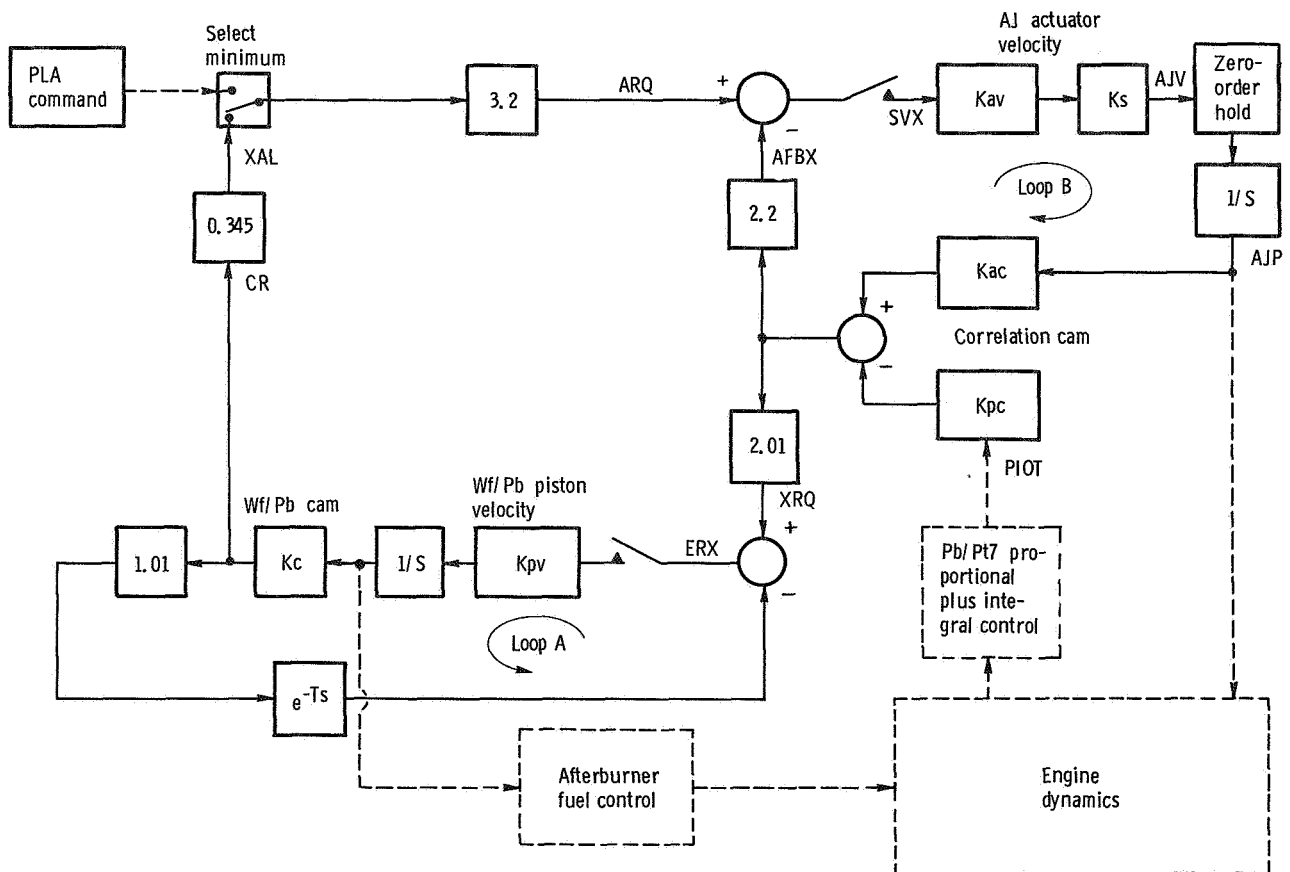 AJ actuator
velocity
Select
minimum
PLA
command
3.2
ARQ
+
−
SVX
Kav
Ks
AJV
Zero-
order
hold
XAL
AFBX
Loop B
1/S
0.345
2.2
AJP
CR
Kac
+
−
Correlation cam
Kpc
2.01
PIOT
XRQ
+
−
Wf/Pb cam
Wf/Pb piston
velocity
1.01
Kc
1/S
Kpv
ERX
Pb/Pt7 pro-
portional
plus inte-
gral control
Loop A
e-Ts
Afterburner
fuel control
Engine
dynamics